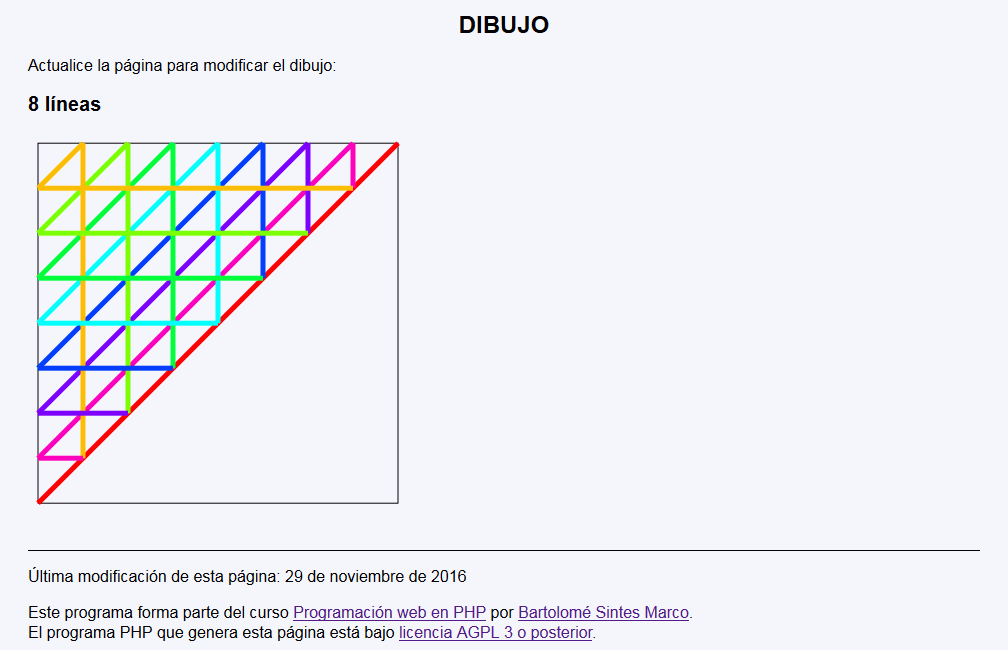 DIBUJO
Actualice la página para modificar el dibujo:
8 líneas
Última modificación de esta página: 29 de noviembre de 2016
Este programa forma parte del curso Programación web en PHP por Bartolomé Sintes Marco.
El programa PHP que genera esta página está bajo licencia AGPL 3 o posterior.